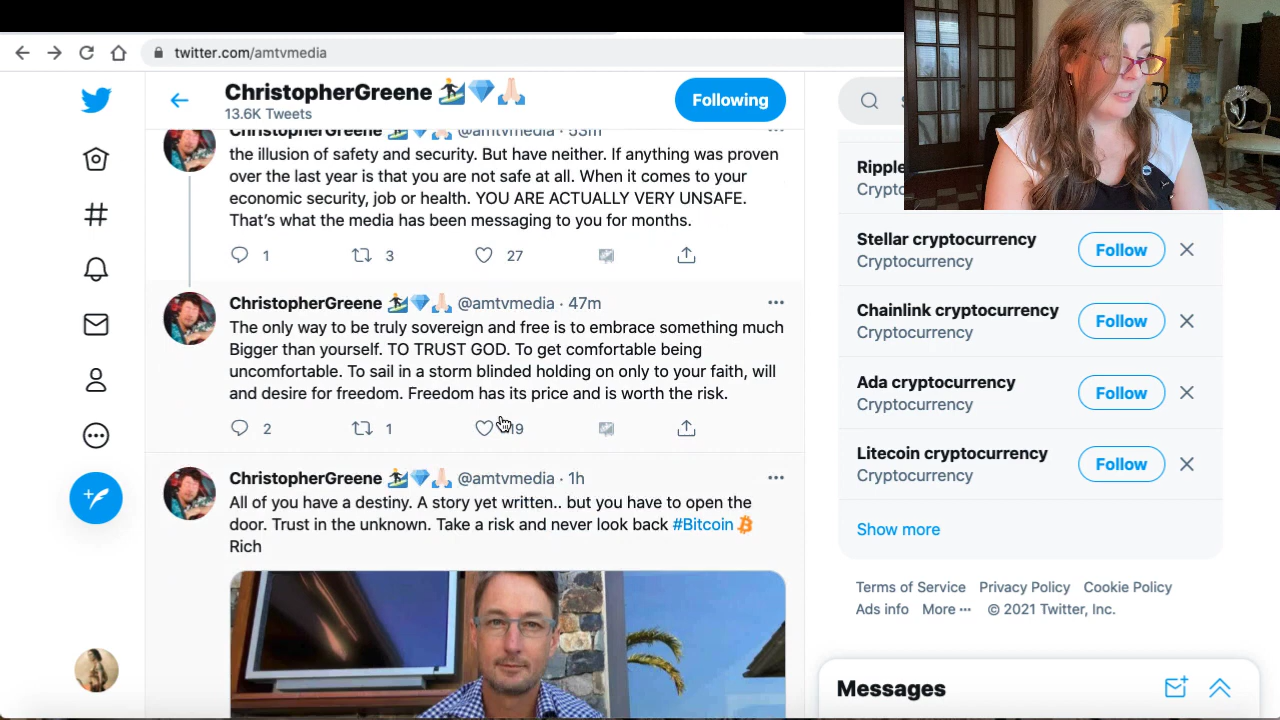 twitter.com/amtvmedia
ChristopherGreene
13.6K Tweets
Following
ChristopherGreene @amtvmedia · 53m
the illusion of safety and security. But have neither. If anything was proven
over the last year is that you are not safe at all. When it comes to your
economic security, job or health. YOU ARE ACTUALLY VERY UNSAFE.
That's what the media has been messaging to you for months.
1 3 27
ChristopherGreene @amtvmedia · 47m
The only way to be truly sovereign and free is to embrace something much
Bigger than yourself. TO TRUST GOD. To get comfortable being
uncomfortable. To sail in a storm blinded holding on only to your faith, will
and desire for freedom. Freedom has its price and is worth the risk.
2 1 19
ChristopherGreene @amtvmedia · 1h
All of you have a destiny. A story yet written.. but you have to open the
door. Trust in the unknown. Take a risk and never look back #Bitcoin
Rich
Stellar cryptocurrency
Cryptocurrency
Follow
Chainlink cryptocurrency
Cryptocurrency
Follow
Ada cryptocurrency
Cryptocurrency
Follow
Litecoin cryptocurrency
Cryptocurrency
Follow
Show more
Terms of Service Privacy Policy Cookie Policy
Ads info More ··· © 2021 Twitter, Inc.
Messages